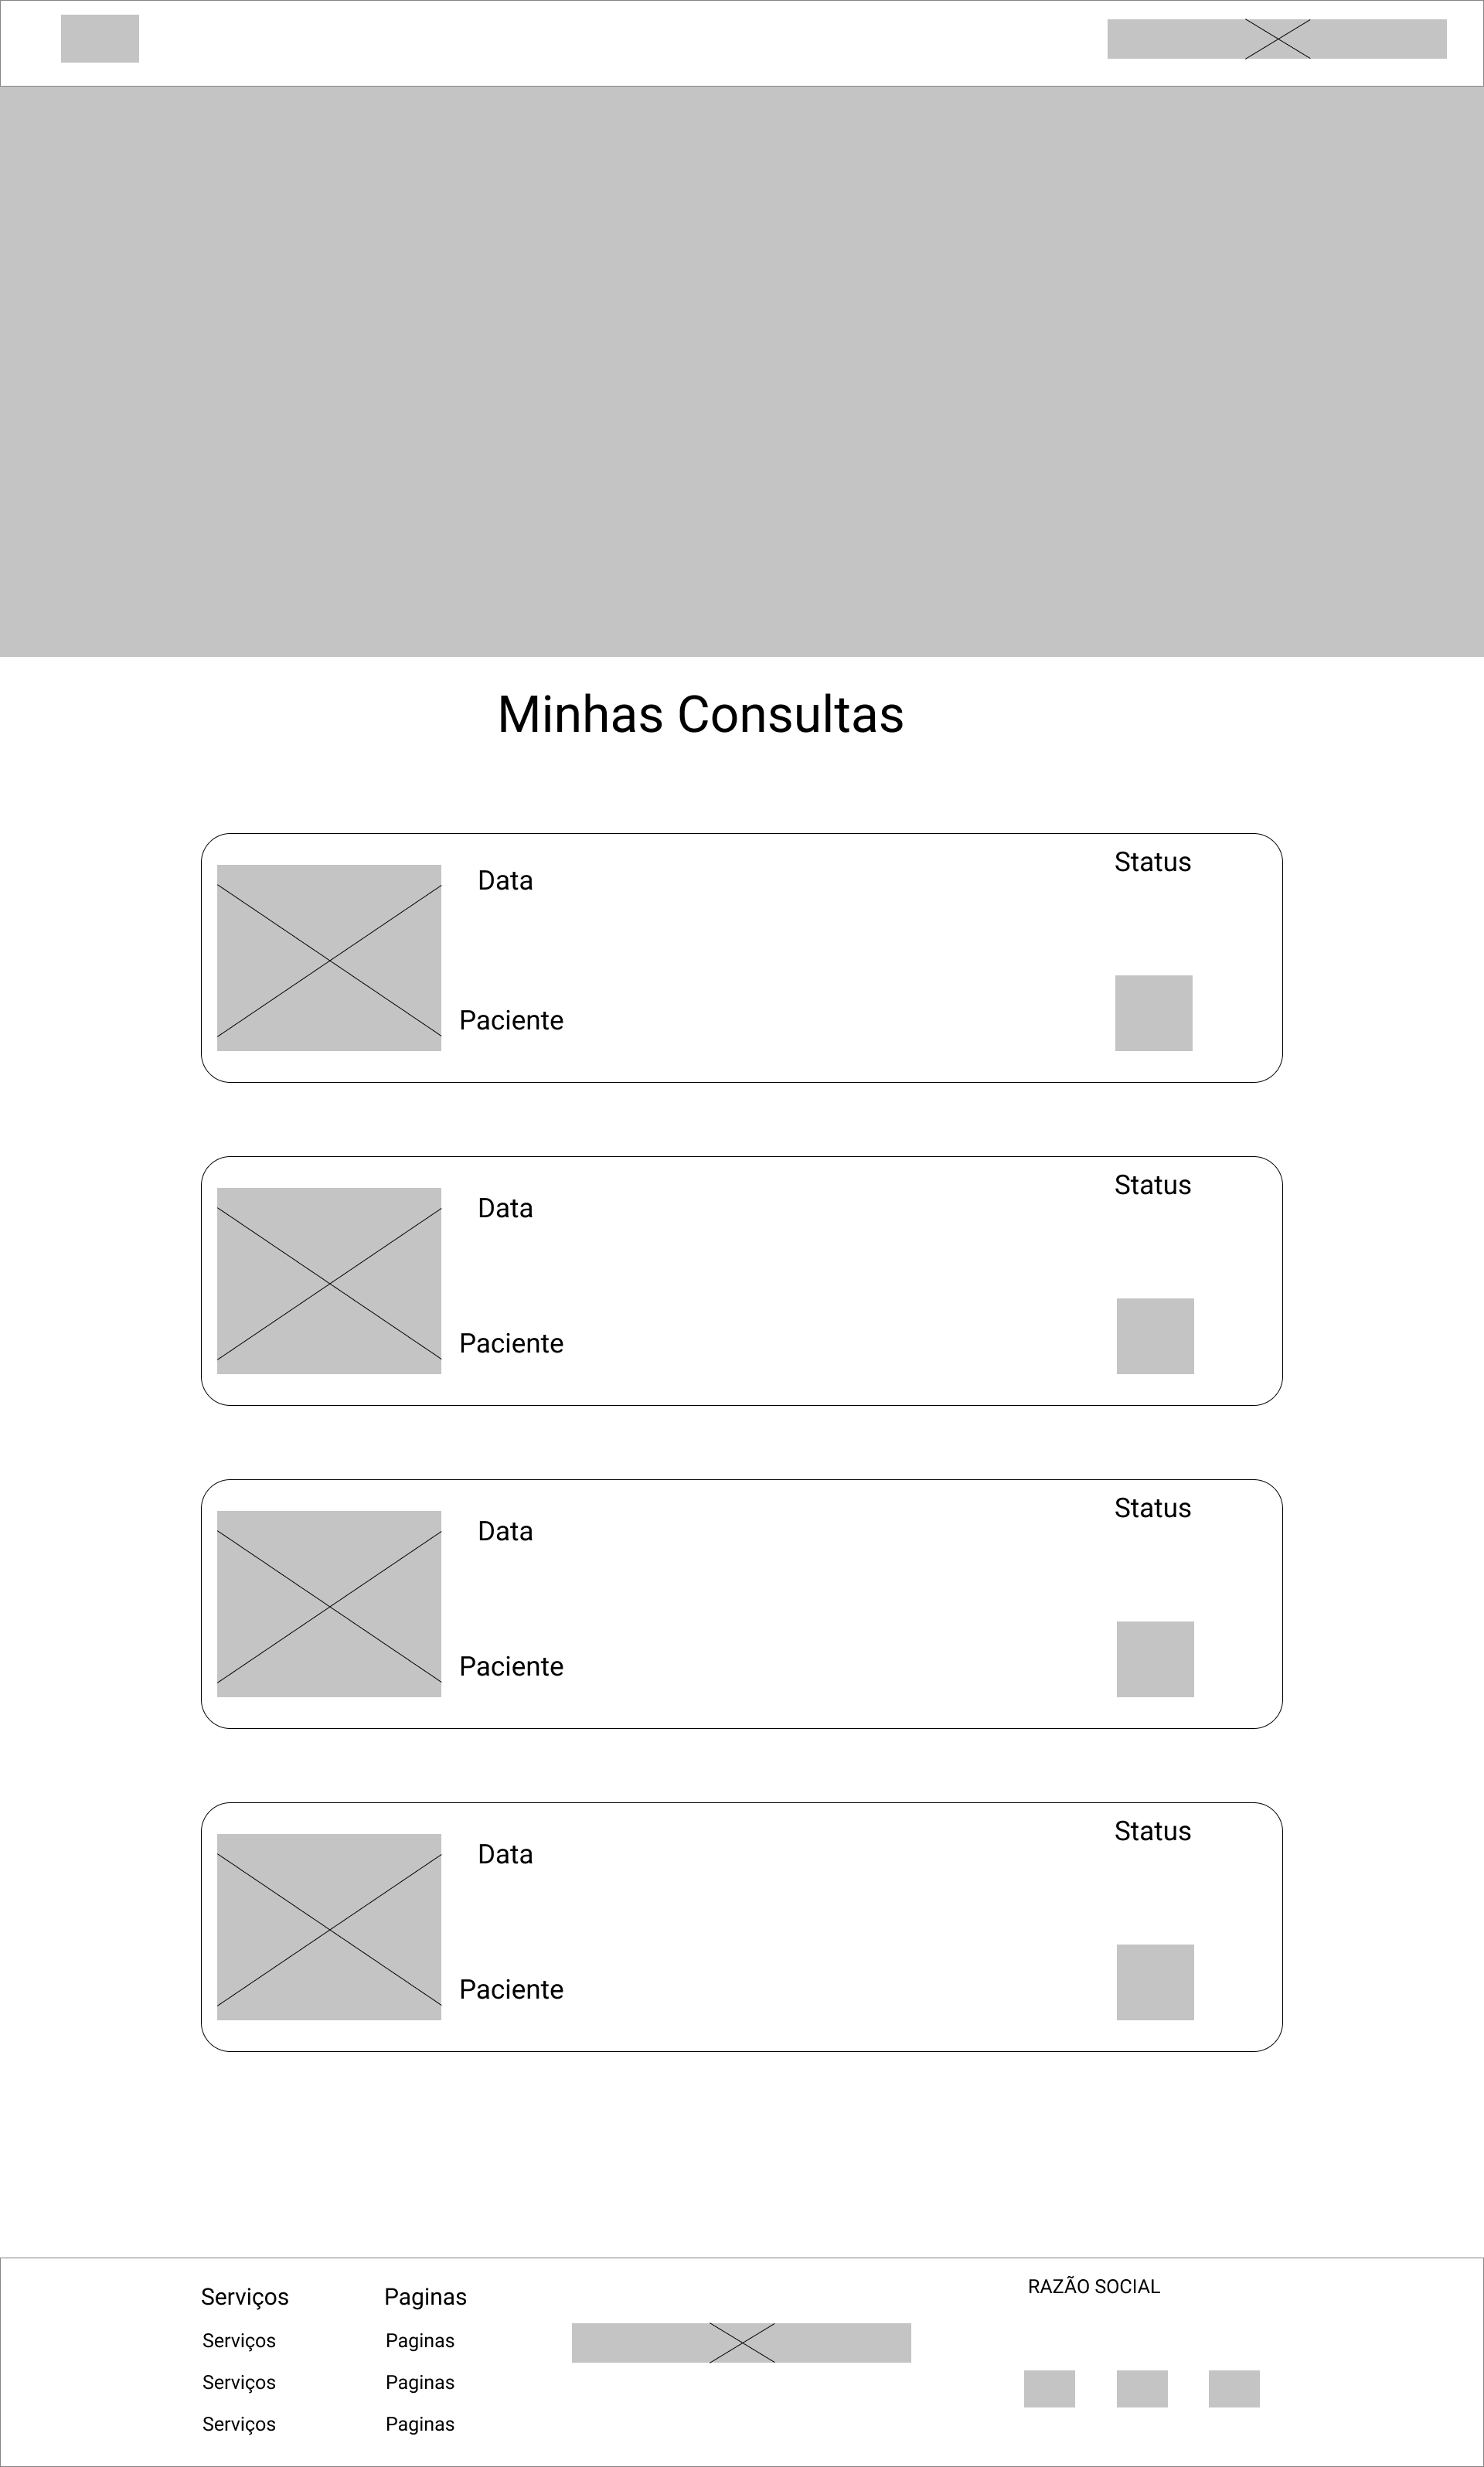 Minhas Consultas
Data
Status
Paciente
Data
Status
Paciente
Data
Status
Paciente
Data
Status
Paciente
Serviços
Serviços
Serviços
Serviços
Paginas
Paginas
Paginas
Paginas
RAZÃO SOCIAL